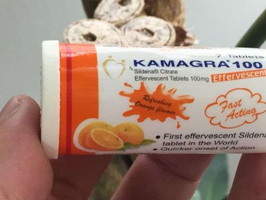 Tablets
KAMAGRA 100
Sildenafil Citrate
Effervescent Tablets 100mg
Effervescent
Refreshing
Orange flavour
Fast
Acting
• First effervescent Sildena
tablet in the World
• Quicker onset of Action